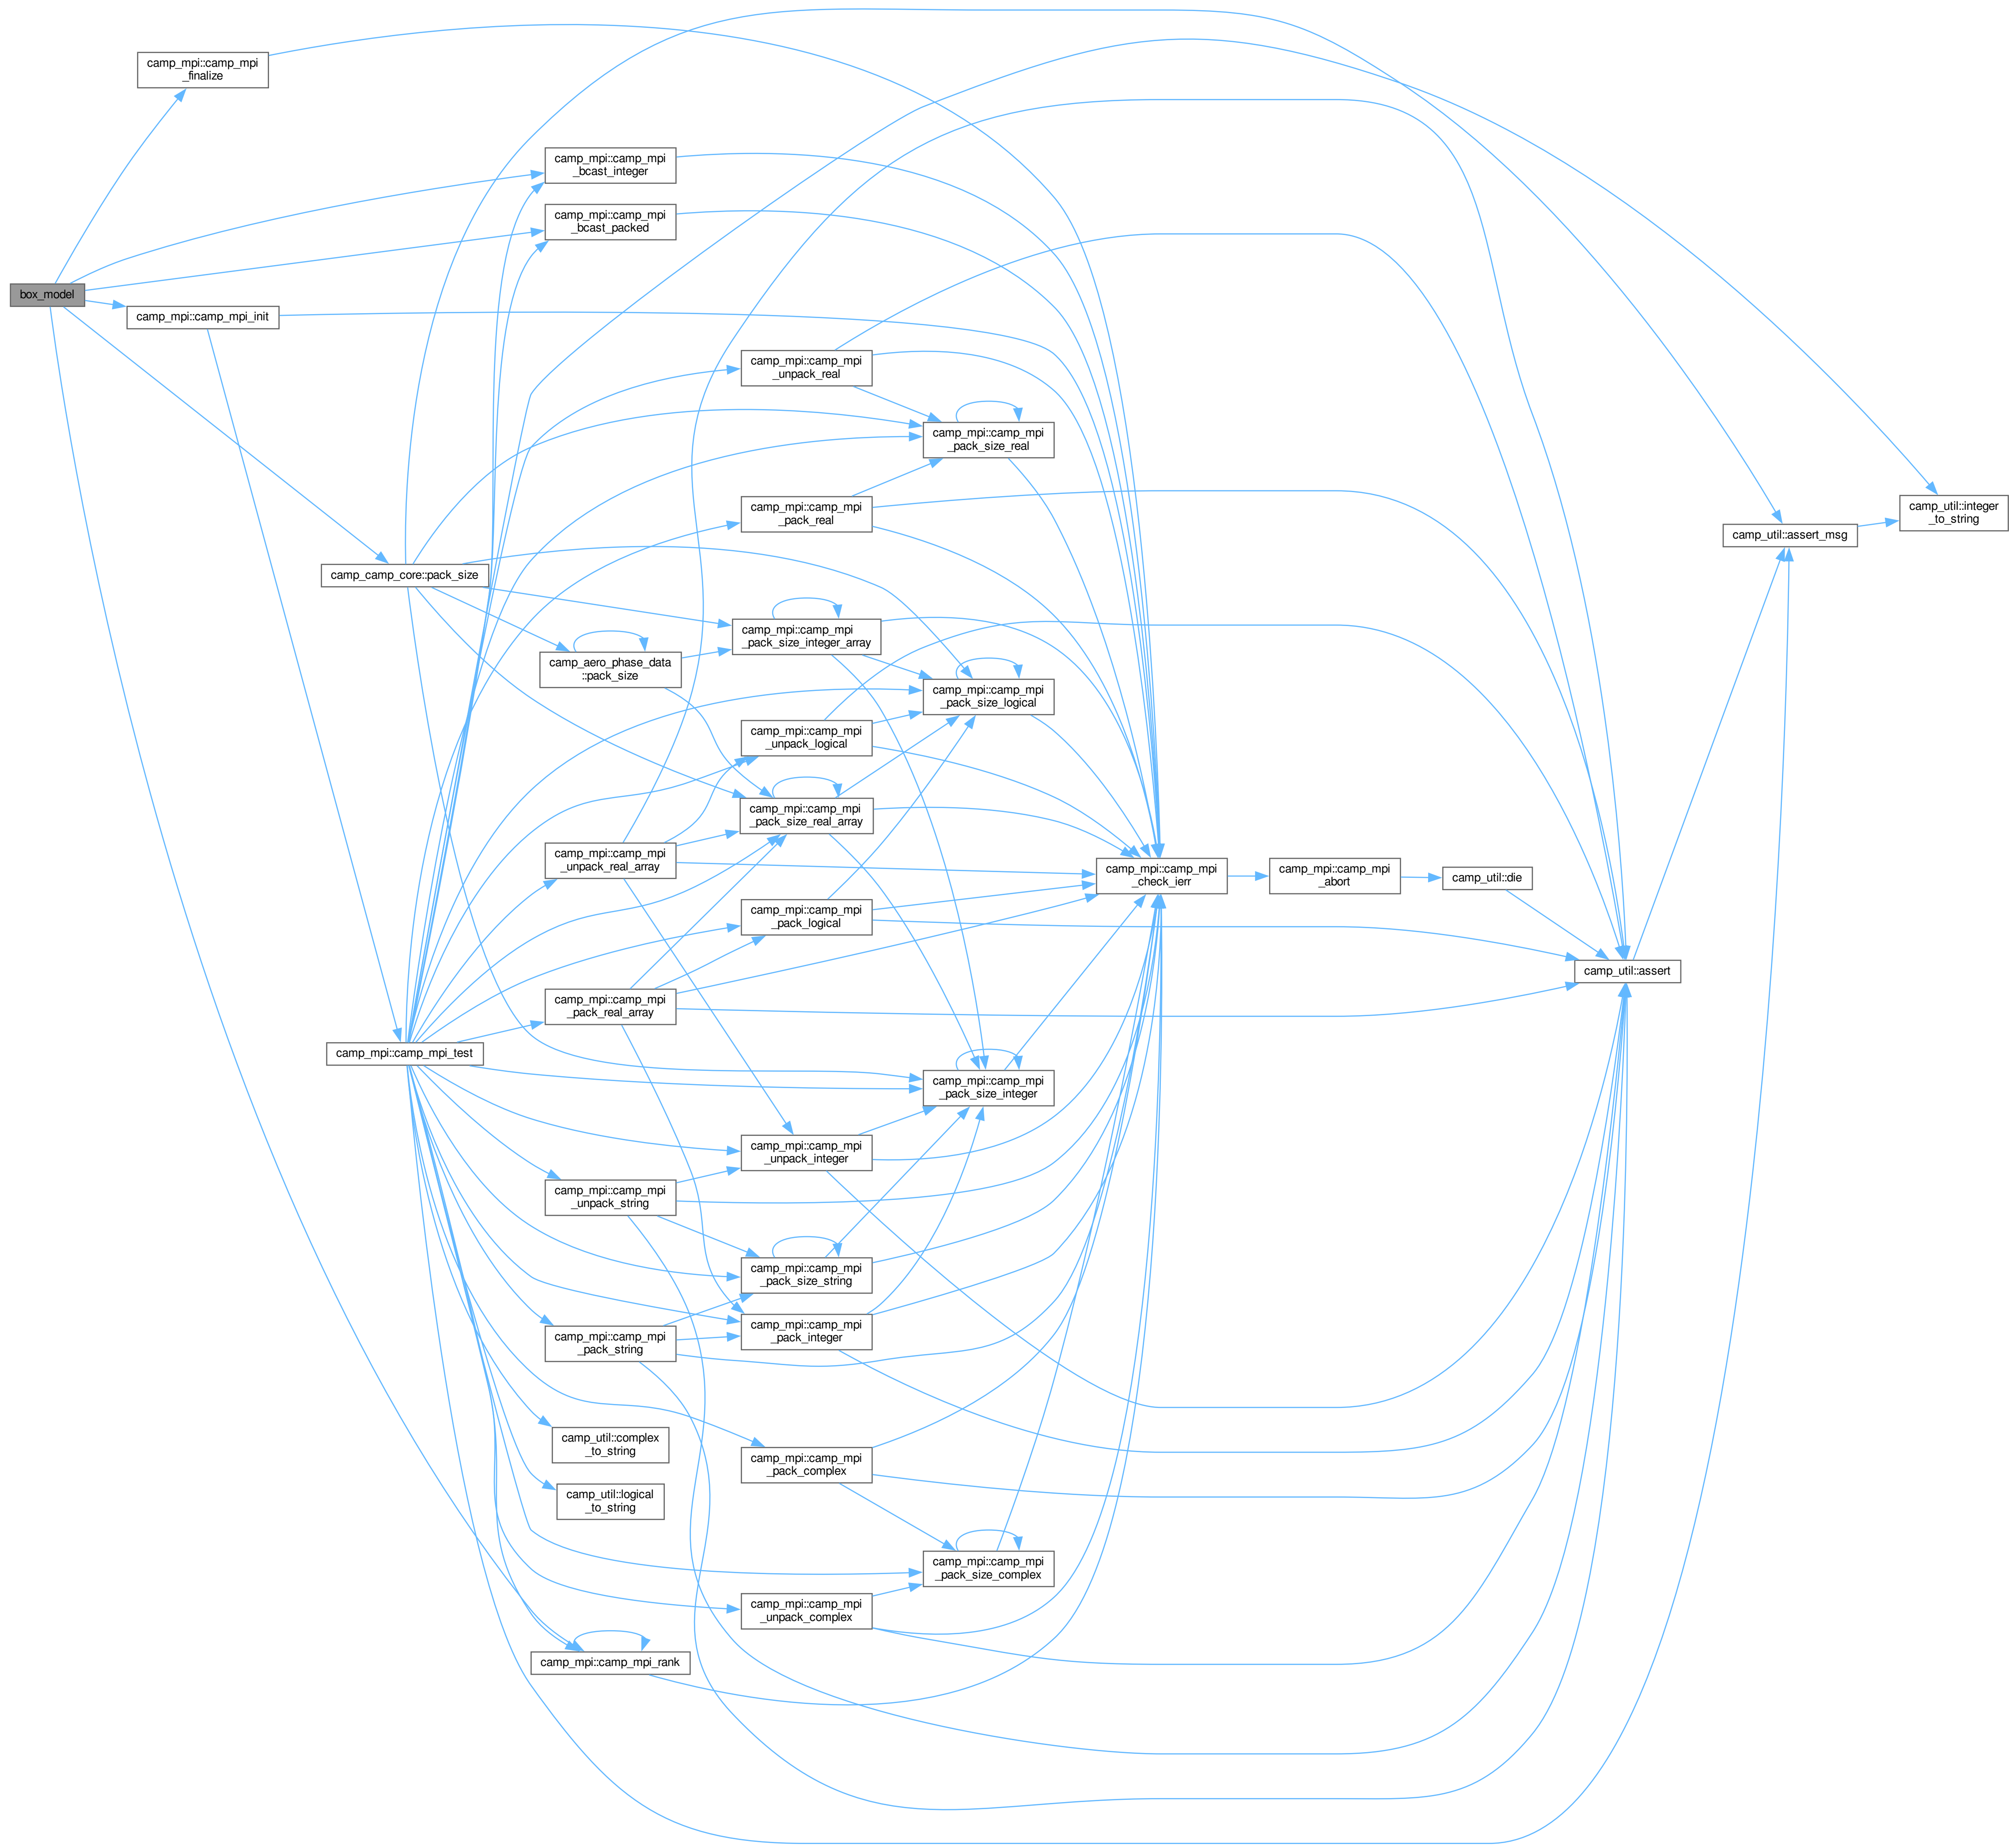 camp_mpi::camp_mpi
_finalize
camp_mpi::camp_mpi
_bcast_integer
camp_mpi::camp_mpi
_bcast_packed
box_model
camp_mpi::camp_mpi_init
camp_mpi::camp_mpi
_unpack_real
camp_mpi::camp_mpi
_pack_size_real
camp_mpi::camp_mpi
_pack_real
camp_util::integer
_to_string
camp_util::assert_msg
camp_camp_core::pack_size
camp_mpi::camp_mpi
_pack_size_integer_array
camp_aero_phase_data
::pack_size
camp_mpi::camp_mpi
_pack_size_logical
camp_mpi::camp_mpi
_unpack_logical
camp_mpi::camp_mpi
_pack_size_real_array
camp_mpi::camp_mpi
_unpack_real_array
camp_mpi::camp_mpi
_check_ierr
camp_mpi::camp_mpi
_abort
camp_util::die
camp_mpi::camp_mpi
_pack_logical
camp_util::assert
camp_mpi::camp_mpi
_pack_real_array
camp_mpi::camp_mpi_test
camp_mpi::camp_mpi
_pack_size_integer
camp_mpi::camp_mpi
_unpack_integer
camp_mpi::camp_mpi
_unpack_string
camp_mpi::camp_mpi
_pack_size_string
camp_mpi::camp_mpi
_pack_integer
camp_mpi::camp_mpi
_pack_string
camp_util::complex
_to_string
camp_mpi::camp_mpi
_pack_complex
camp_util::logical
_to_string
camp_mpi::camp_mpi
_pack_size_complex
camp_mpi::camp_mpi
_unpack_complex
camp_mpi::camp_mpi_rank